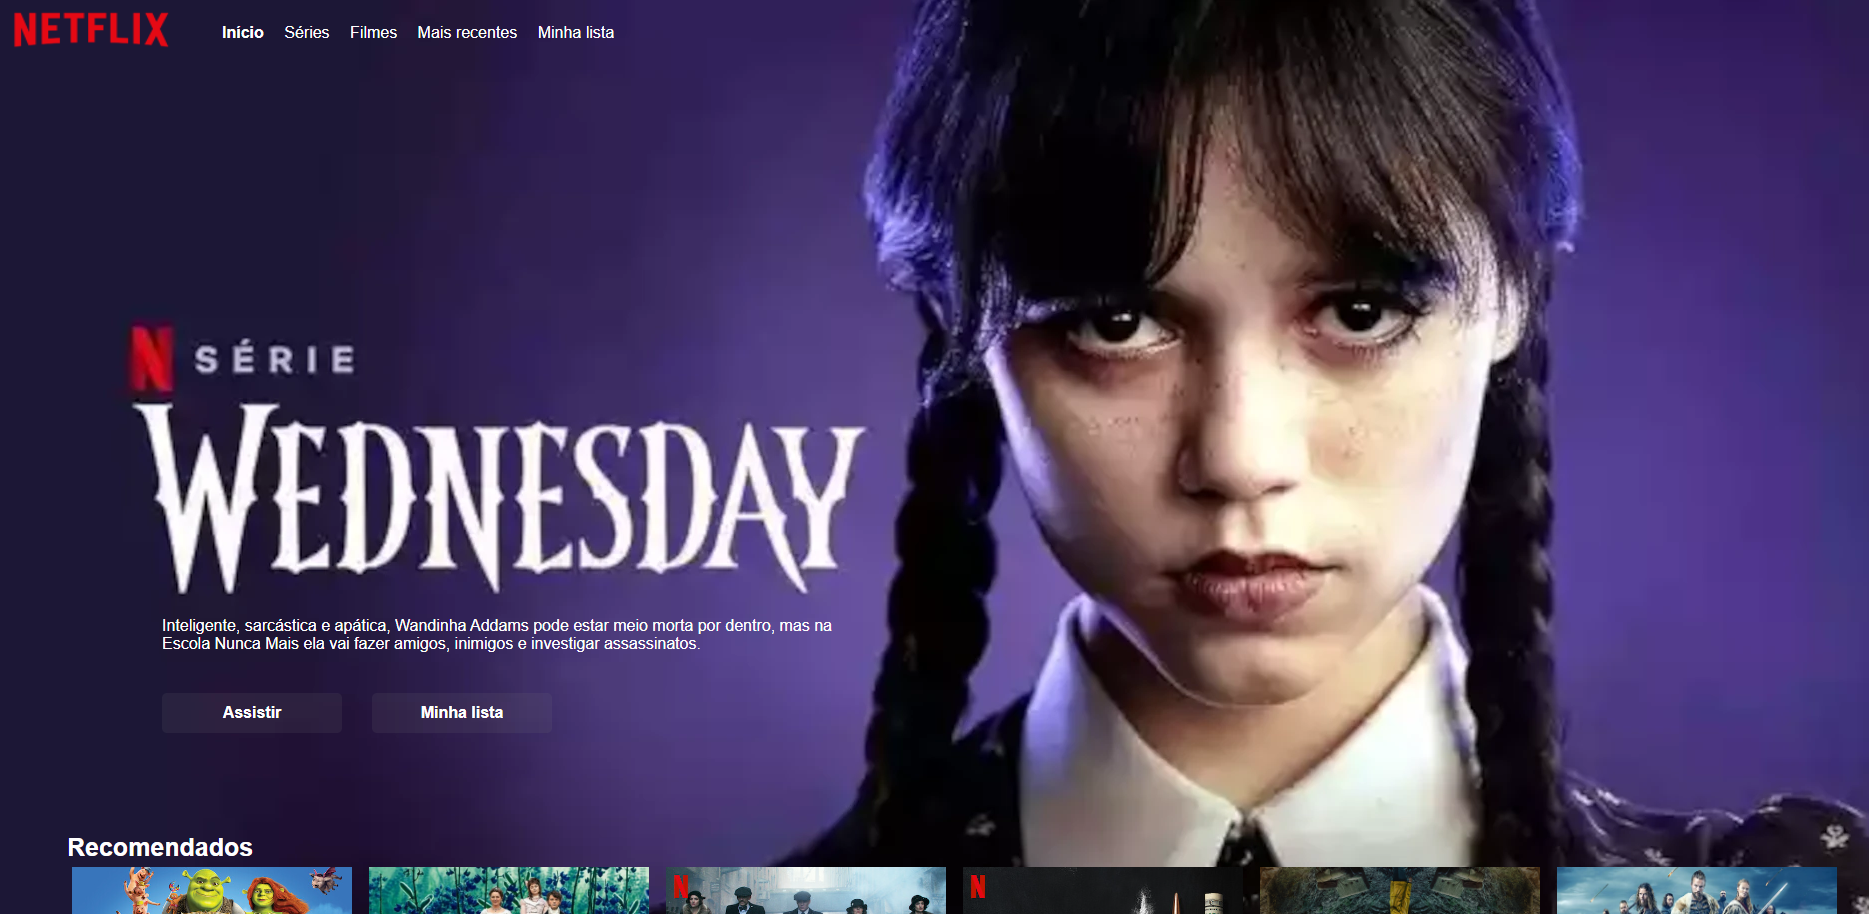 NETFLIX
Início Séries Filmes Mais recentes Minha lista
N SÉRIE
WEDNESDAY
Inteligente, sarcástica e apática, Wandinha Addams pode estar meio morta por dentro, mas na
Escola Nunca Mais ela vai fazer amigos, inimigos e investigar assassinatos.
Assistir Minha lista
Recomendados
N N